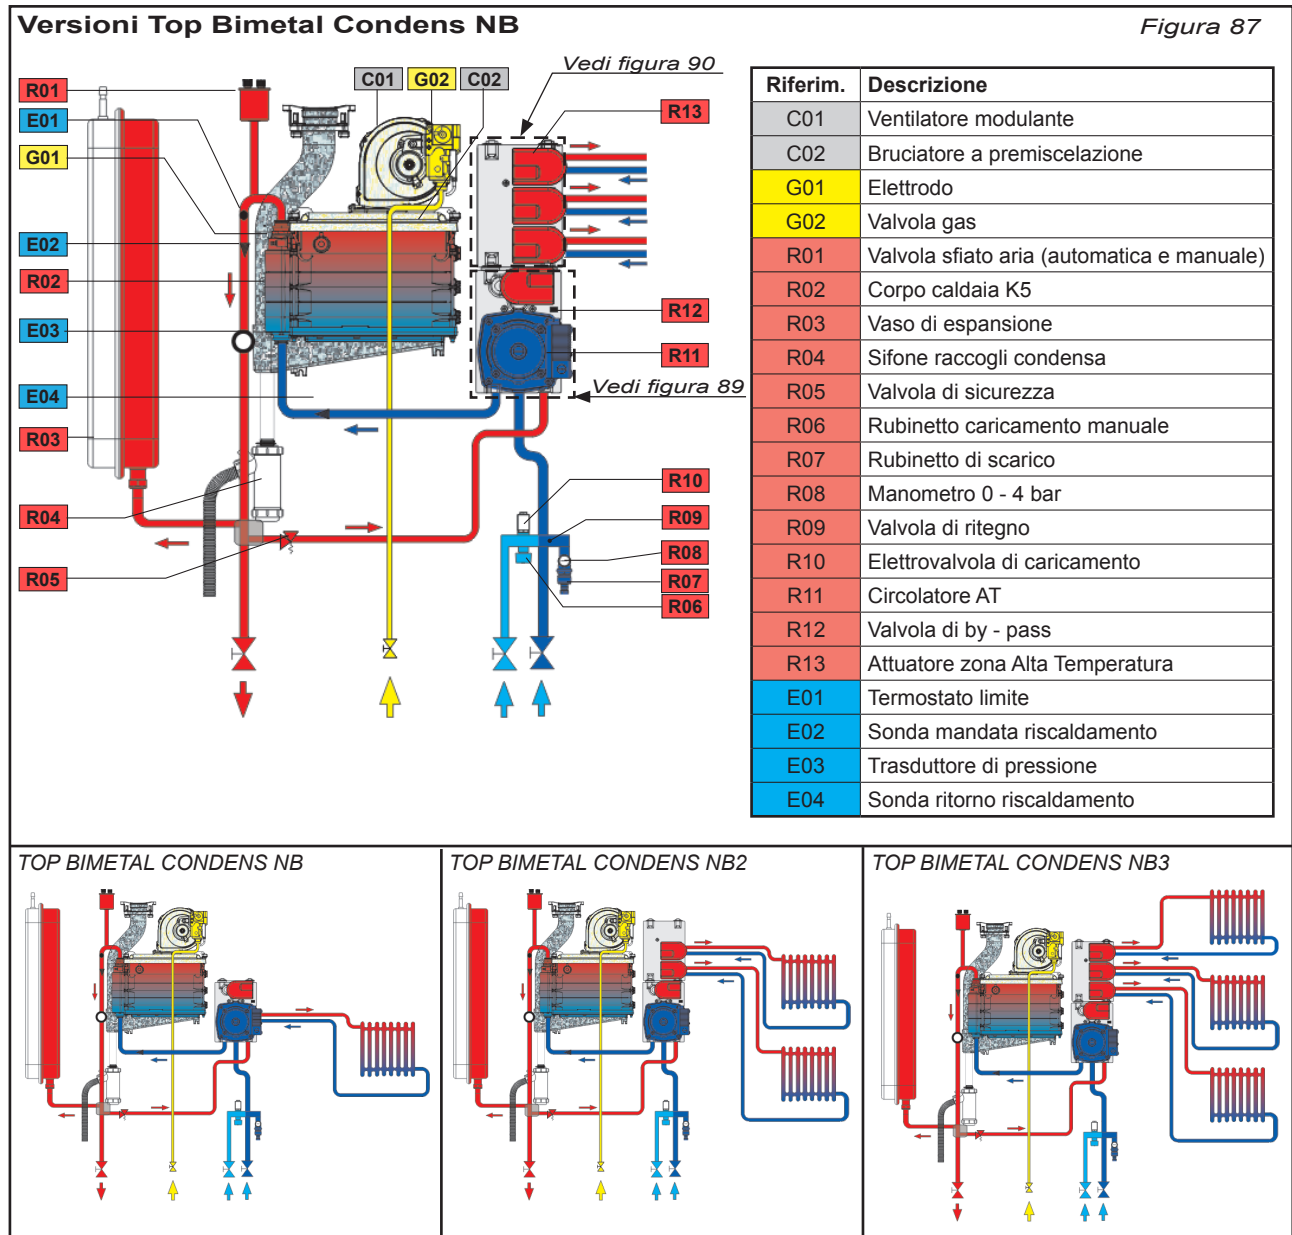 Versioni Top Bimetal Condens NB
Figura 87
Vedi figura 90
R01
E01
G01
C01
G02
C02
R13
E02
R02
E03
R12
R11
Vedi figura 89
E04
R03
R10
R04
R09
R08
R05
R07
R06
Riferim. Descrizione
C01 Ventilatore modulante
C02 Bruciatore a premiscelazione
G01 Elettrodo
G02 Valvola gas
R01 Valvola sfiato aria (automatica e manuale)
R02 Corpo caldaia K5
R03 Vaso di espansione
R04 Sifone raccogli condensa
R05 Valvola di sicurezza
R06 Rubinetto caricamento manuale
R07 Rubinetto di scarico
R08 Manometro 0 - 4 bar
R09 Valvola di ritegno
R10 Elettrovalvola di caricamento
R11 Circolatore AT
R12 Valvola di by - pass
R13 Attuatore zona Alta Temperatura
E01 Termostato limite
E02 Sonda mandata riscaldamento
E03 Trasduttore di pressione
E04 Sonda ritorno riscaldamento
TOP BIMETAL CONDENS NB
TOP BIMETAL CONDENS NB2
TOP BIMETAL CONDENS NB3